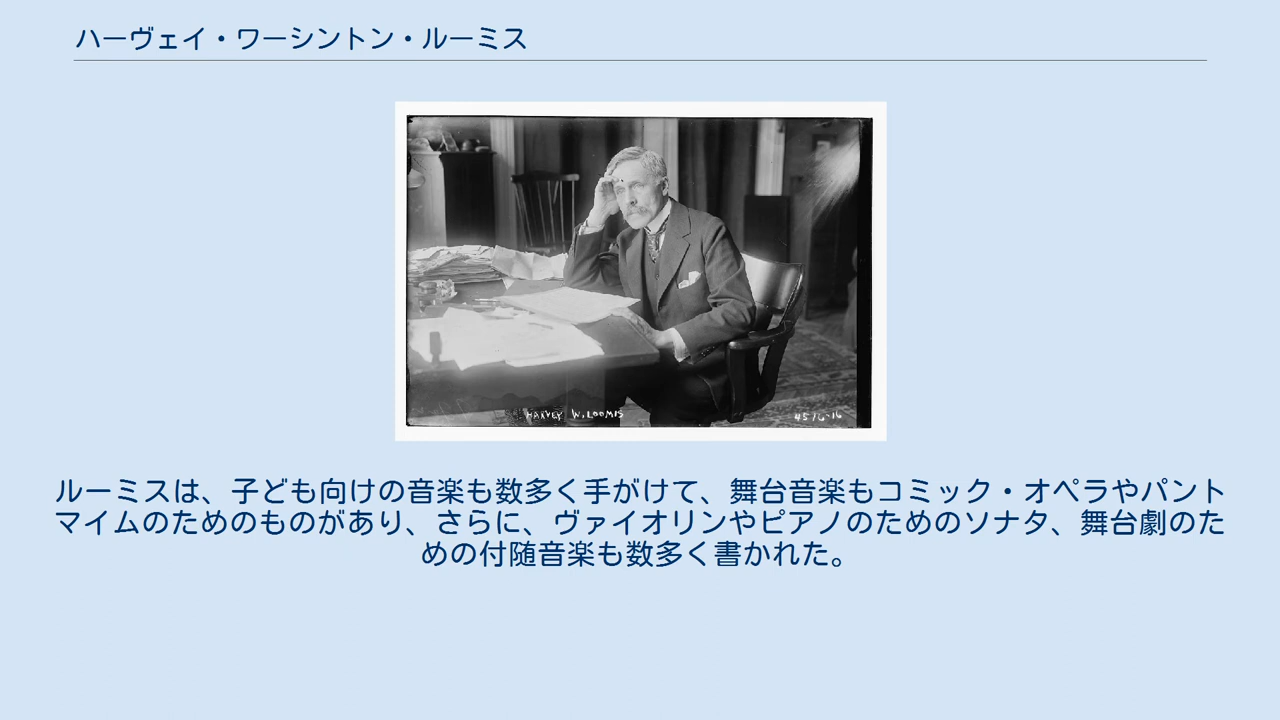 ハーヴェイ・ワーシントン・ルーミス
HARVEY W. LOOMIS
4516-16
ルーミスは、子ども向けの音楽も数多く手がけて、舞台音楽もコミック・オペラやパント
マイムのためのものがあり、さらに、ヴァイオリンやピアノのためのソナタ、舞台劇のた
めの付随音楽も数多く書かれた。